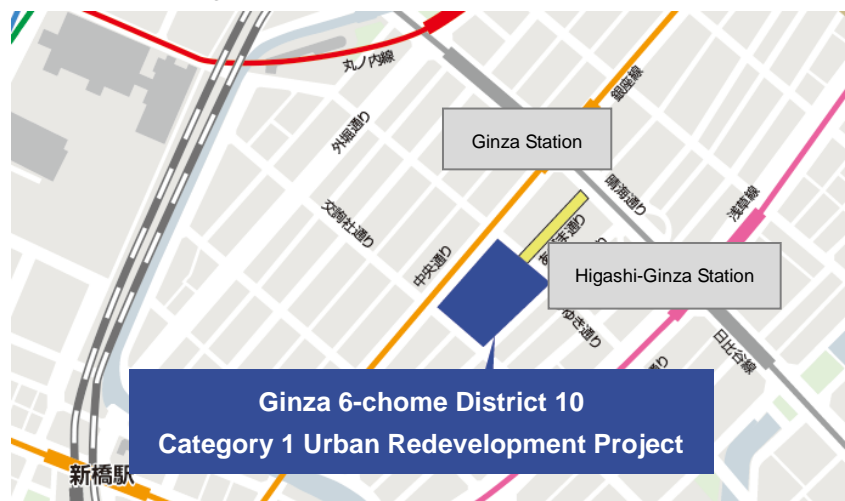 丸ノ内線
銀座線
外堀通り
Ginza Station
晴海通り
浅草線
交詢社通り
中央通り
Higashi-Ginza Station
ゆき通り
日比谷線
Ginza 6-chome District 10
Category 1 Urban Redevelopment Project
新橋駅